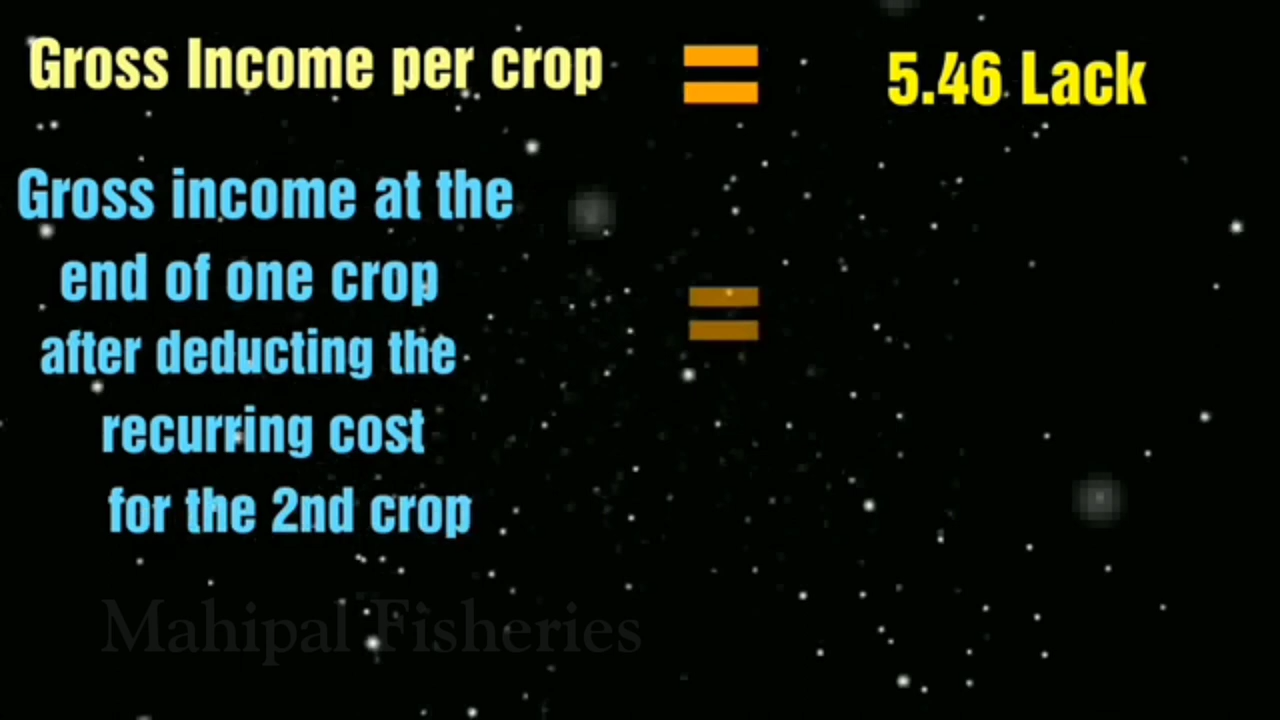 Gross Income per crop = 5.46 Lack
Gross income at the
end of one crop
after deducting the =
recurring cost
for the 2nd crop
Mahipal Fisheries